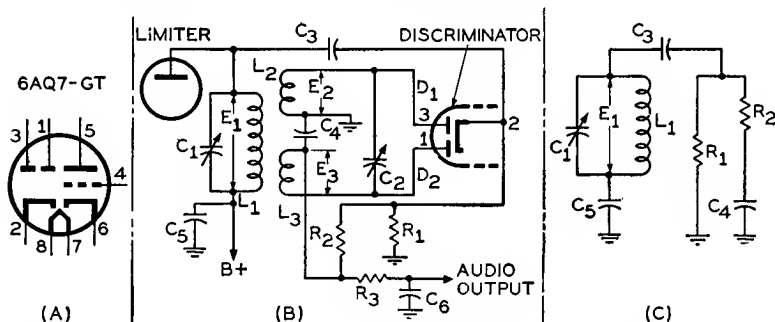 6AQ7-GT
3 1 5
4
2 8 7 6
(A)
LIMITER
C3
DISCRIMINATOR
L2
E2
D1
3
2
1
D2
C4
E1
C1
L1
E3
L3
C2
C5
B+
R2
R1
R3
C6
AUDIO
OUTPUT
(B)
C3
C1
E1
L1
R1
R2
C5
C4
(C)